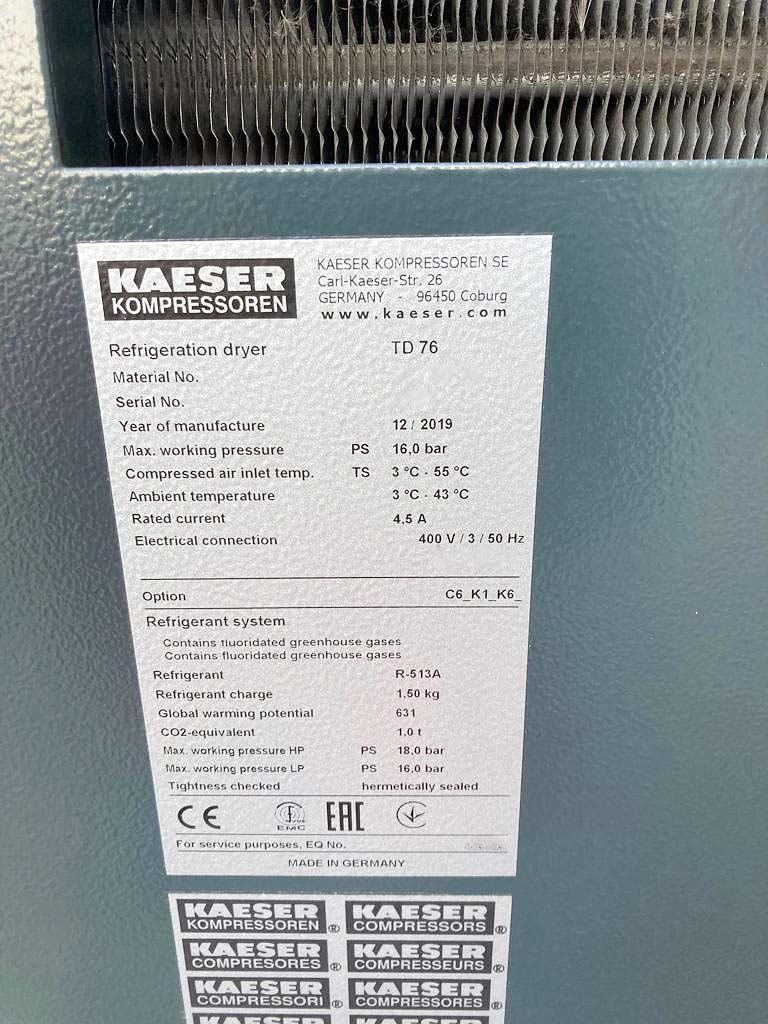 KAESER
KOMPRESSOREN
KAESER KOMPRESSOREN SE
Carl-Kaeser-Str. 26
GERMANY - 96450 Coburg
www.kaeser.com
Refrigeration dryer TD 76
Material No.
Serial No.
Year of manufacture 12 / 2019
Max. working pressure PS 16,0 bar
Compressed air inlet temp. TS 3 °C - 55 °C
Ambient temperature 3 °C - 43 °C
Rated current 4.5 A
Electrical connection 400 V / 3 / 50 Hz
Option C6_K1_K6_
Refrigerant system
Contains fluoridated greenhouse gases
Contains fluoridated greenhouse gases
Refrigerant R-513A
Refrigerant charge 1,50 kg
Global warming potential 631
CO2-equivalent 1,0 t
Max. working pressure HP PS 18,0 bar
Max. working pressure LP PS 16,0 bar
Tightness checked hermetically sealed
CE EMC EAC
For service purposes, EQ No.
MADE IN GERMANY
KAESER KAESER
KOMPRESSOREN ® COMPRESSORS ®
KAESER KAESER
COMPRESORES ® COMPRESSEURS ®
KAESER KAESER
COMPRESSORI ® COMPRESSORES ®
KAESER KAESER